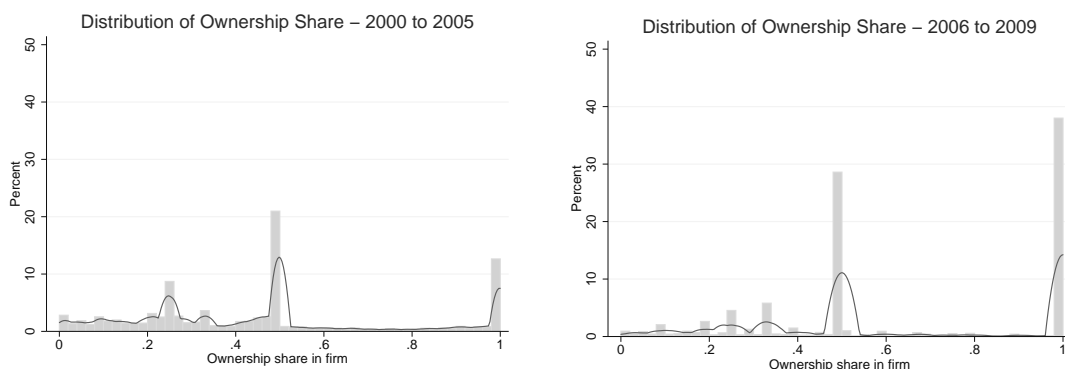 Distribution of Ownership Share – 2000 to 2005
50
40
30
20
10
0
Percent
0 .2 .4 .6 .8 1
Ownership share in firm
Distribution of Ownership Share – 2006 to 2009
50
40
30
20
10
0
Percent
0 .2 .4 .6 .8 1
Ownership share in firm